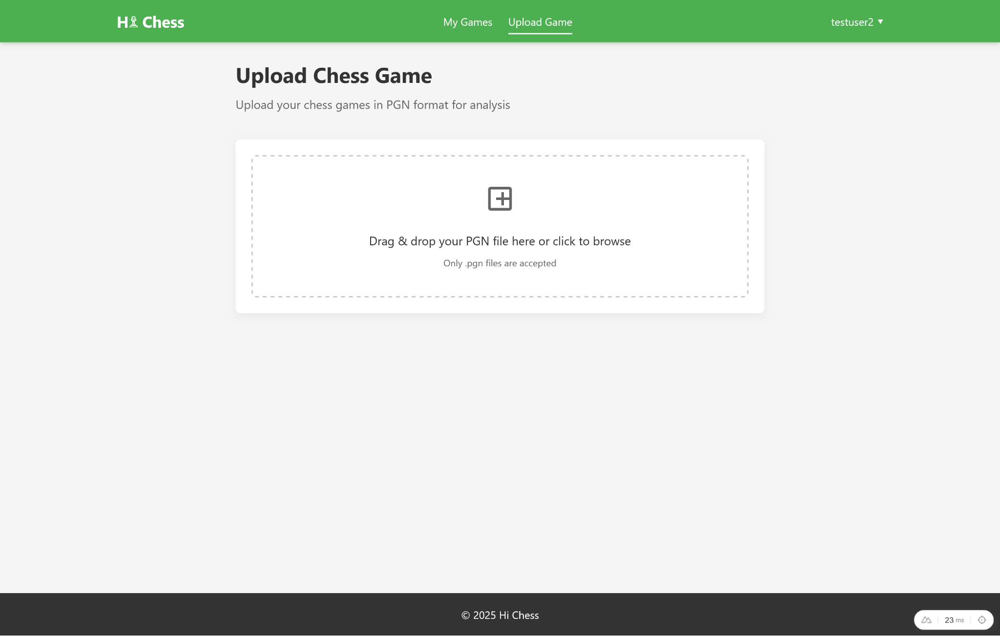 H♙ Chess
My Games
Upload Game
testuser2 ▼
Upload Chess Game
Upload your chess games in PGN format for analysis
Drag & drop your PGN file here or click to browse
Only .pgn files are accepted
© 2025 Hi Chess
23 ms